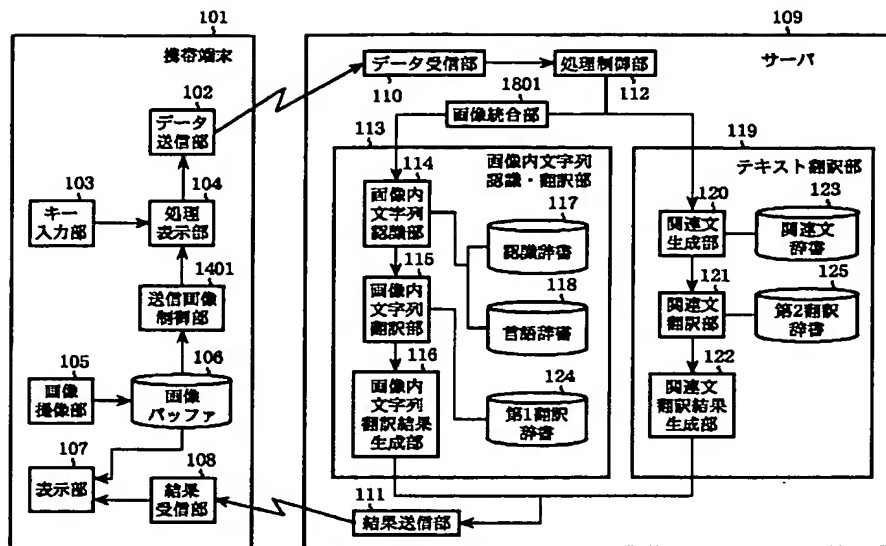 101
携帯端末
102
データ
送信部
103
キー
入力部
104
処理
表示部
1401
送信画像
制御部
105
画像
撮像部
106
画像
バッファ
107
表示部
108
結果
受信部
109
サーバ
データ受信部
110
処理制御部
112
1801
画像統合部
113
画像内文字列
認識・翻訳部
114
画像内
文字列
認識部
115
画像内
文字列
翻訳部
116
画像内
文字列
翻訳結果
生成部
117
認識辞書
118
言語辞書
124
第1翻訳
辞書
119
テキスト翻訳部
120
関連文
生成部
121
関連文
翻訳部
122
関連文
翻訳結果
生成部
123
関連文
辞書
125
第2翻訳
辞書
111
結果送信部